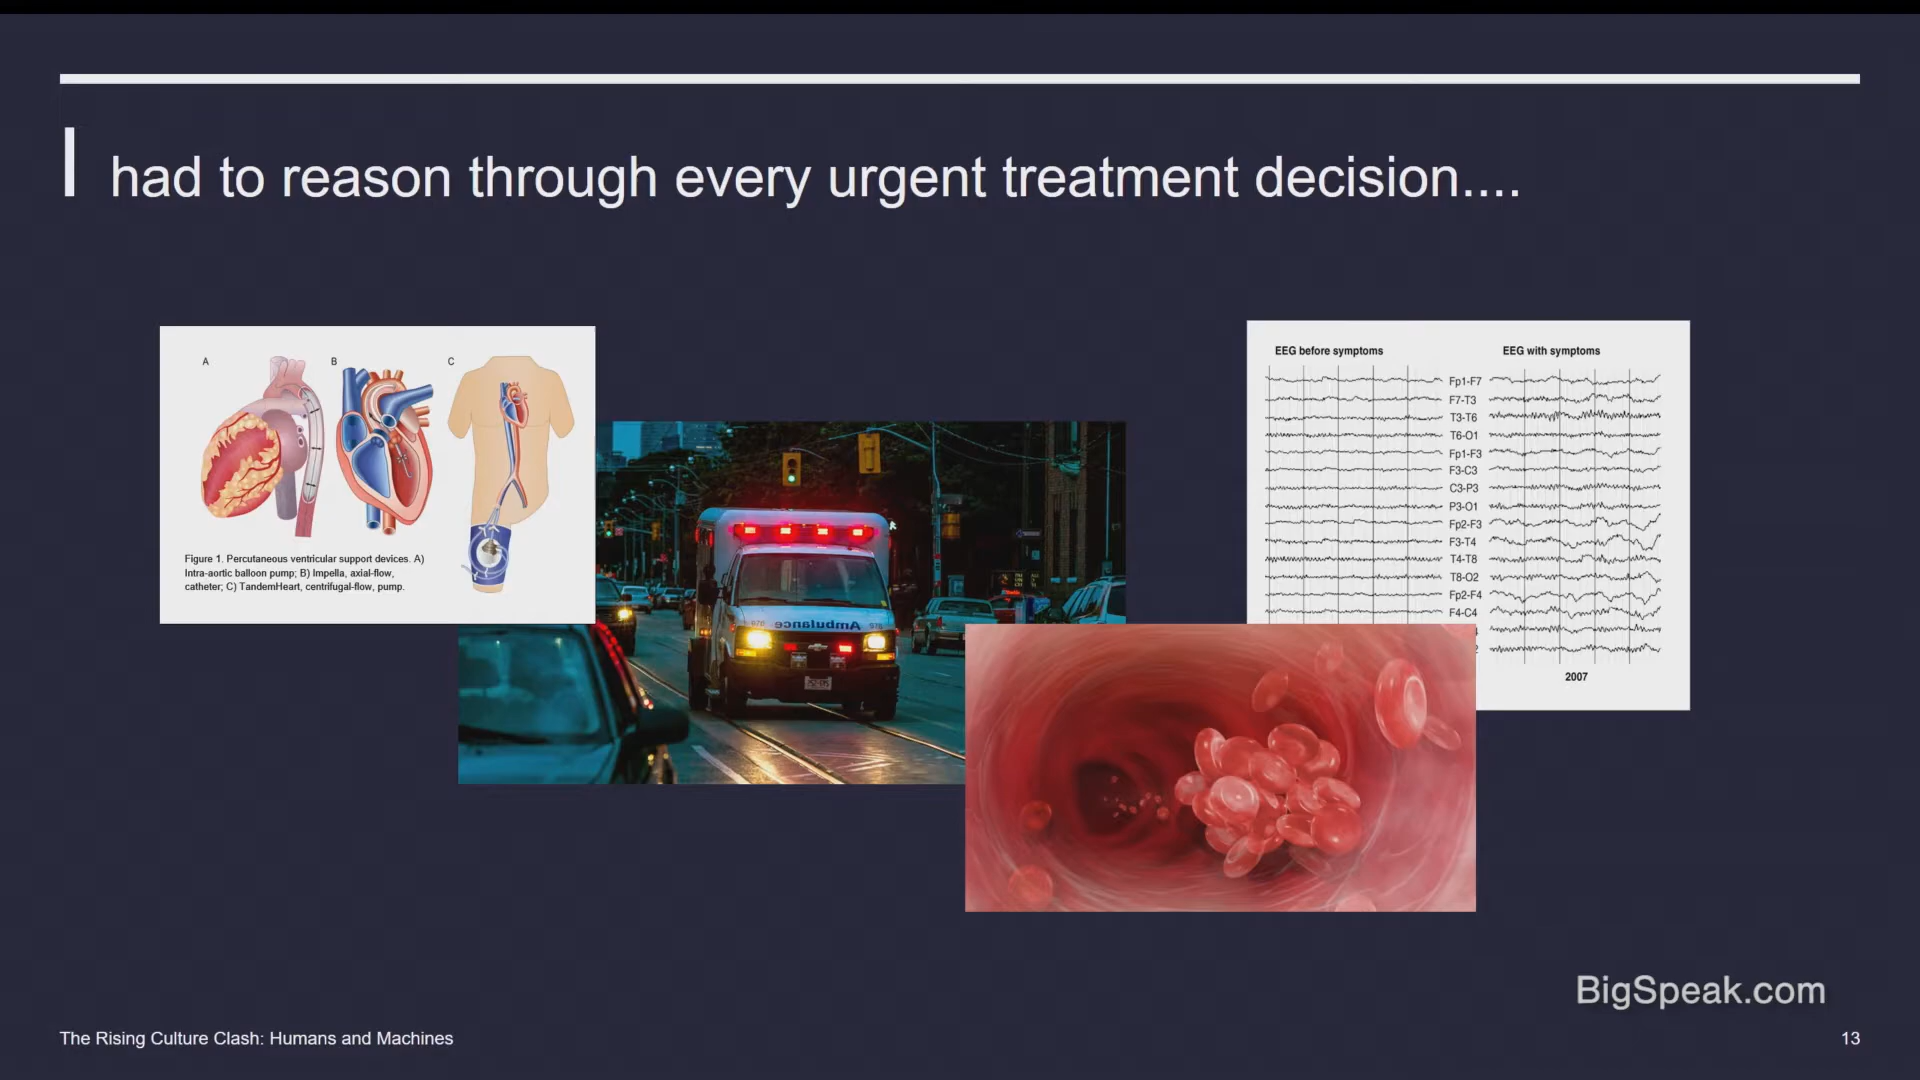 I had to reason through every urgent treatment decision....
A
B
C
Figure 1. Percutaneous ventricular support devices. A)
Intra-aortic balloon pump; B) Impella, axial-flow,
catheter; C) TandemHeart, centrifugal-flow, pump.
Ambulance
EEG before symptoms
EEG with symptoms
Fp1-F7
F7-T3
T3-T6
T6-O1
Fp1-F3
F3-C3
C3-P3
P3-O1
Fp2-F3
F3-T4
T4-T8
T8-O2
Fp2-F4
F4-C4
2007
BigSpeak.com
The Rising Culture Clash: Humans and Machines
13